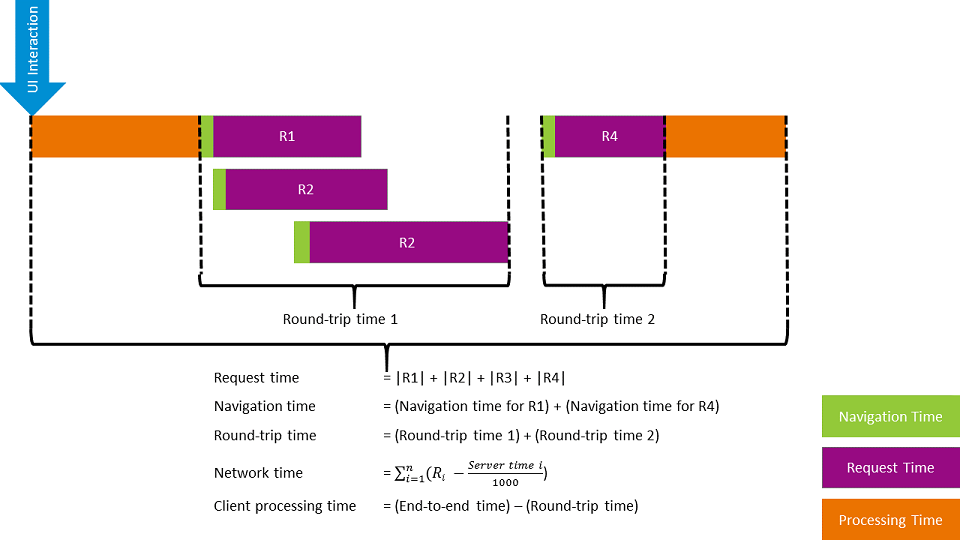 UI Interaction
R1
R4
R2
R2
Round-trip time 1
Round-trip time 2
Request time = |R1| + |R2| + |R3| + |R4|
Navigation time = (Navigation time for R1) + (Navigation time for R4)
Round-trip time = (Round-trip time 1) + (Round-trip time 2)
Network time = ∑ⁿᵢ₌₁(Rᵢ − Server time i / 1000)
Client processing time = (End-to-end time) – (Round-trip time)
Navigation Time
Request Time
Processing Time